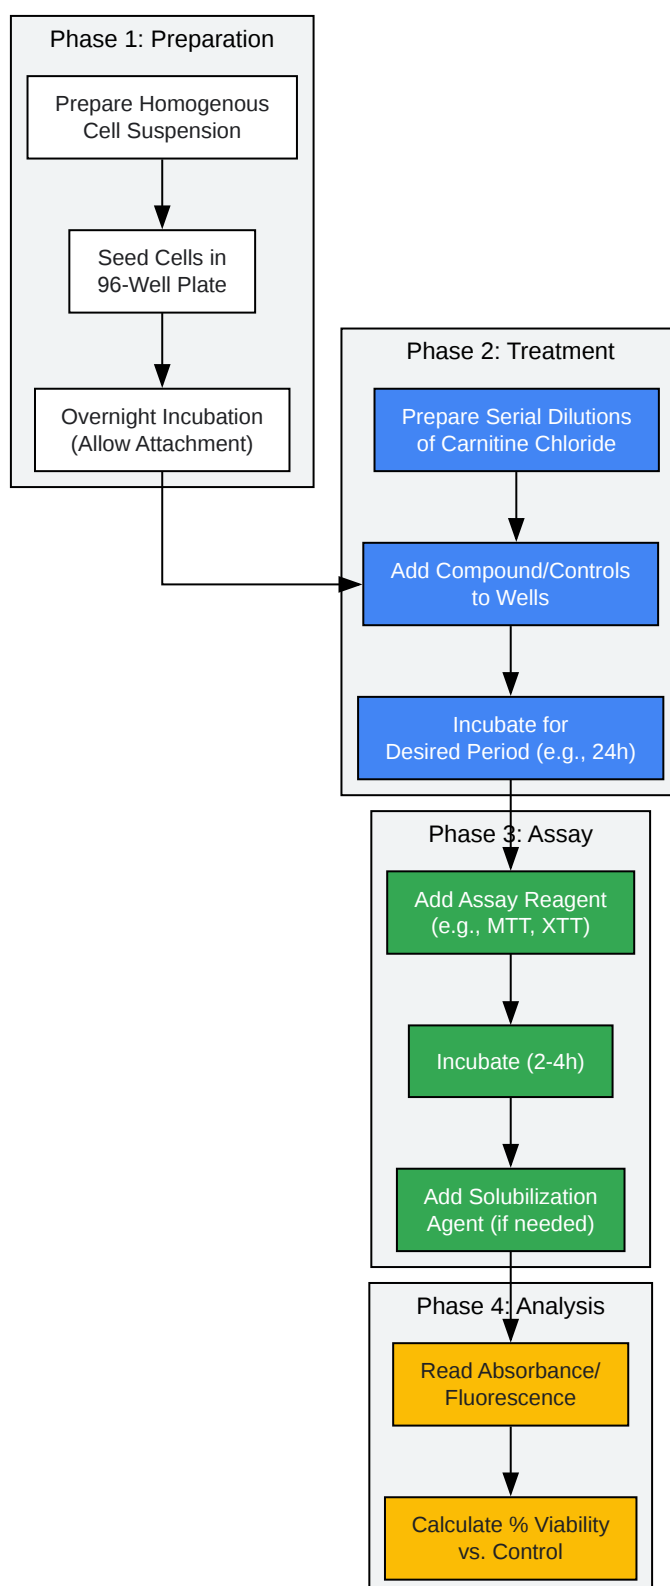 Phase 1: Preparation
Prepare Homogenous
Cell Suspension
Seed Cells in
96-Well Plate
Overnight Incubation
(Allow Attachment)
Phase 2: Treatment
Prepare Serial Dilutions
of Carnitine Chloride
Add Compound/Controls
to Wells
Incubate for
Desired Period (e.g., 24h)
Phase 3: Assay
Add Assay Reagent
(e.g., MTT, XTT)
Incubate (2-4h)
Add Solubilization
Agent (if needed)
Phase 4: Analysis
Read Absorbance/
Fluorescence
Calculate % Viability
vs. Control